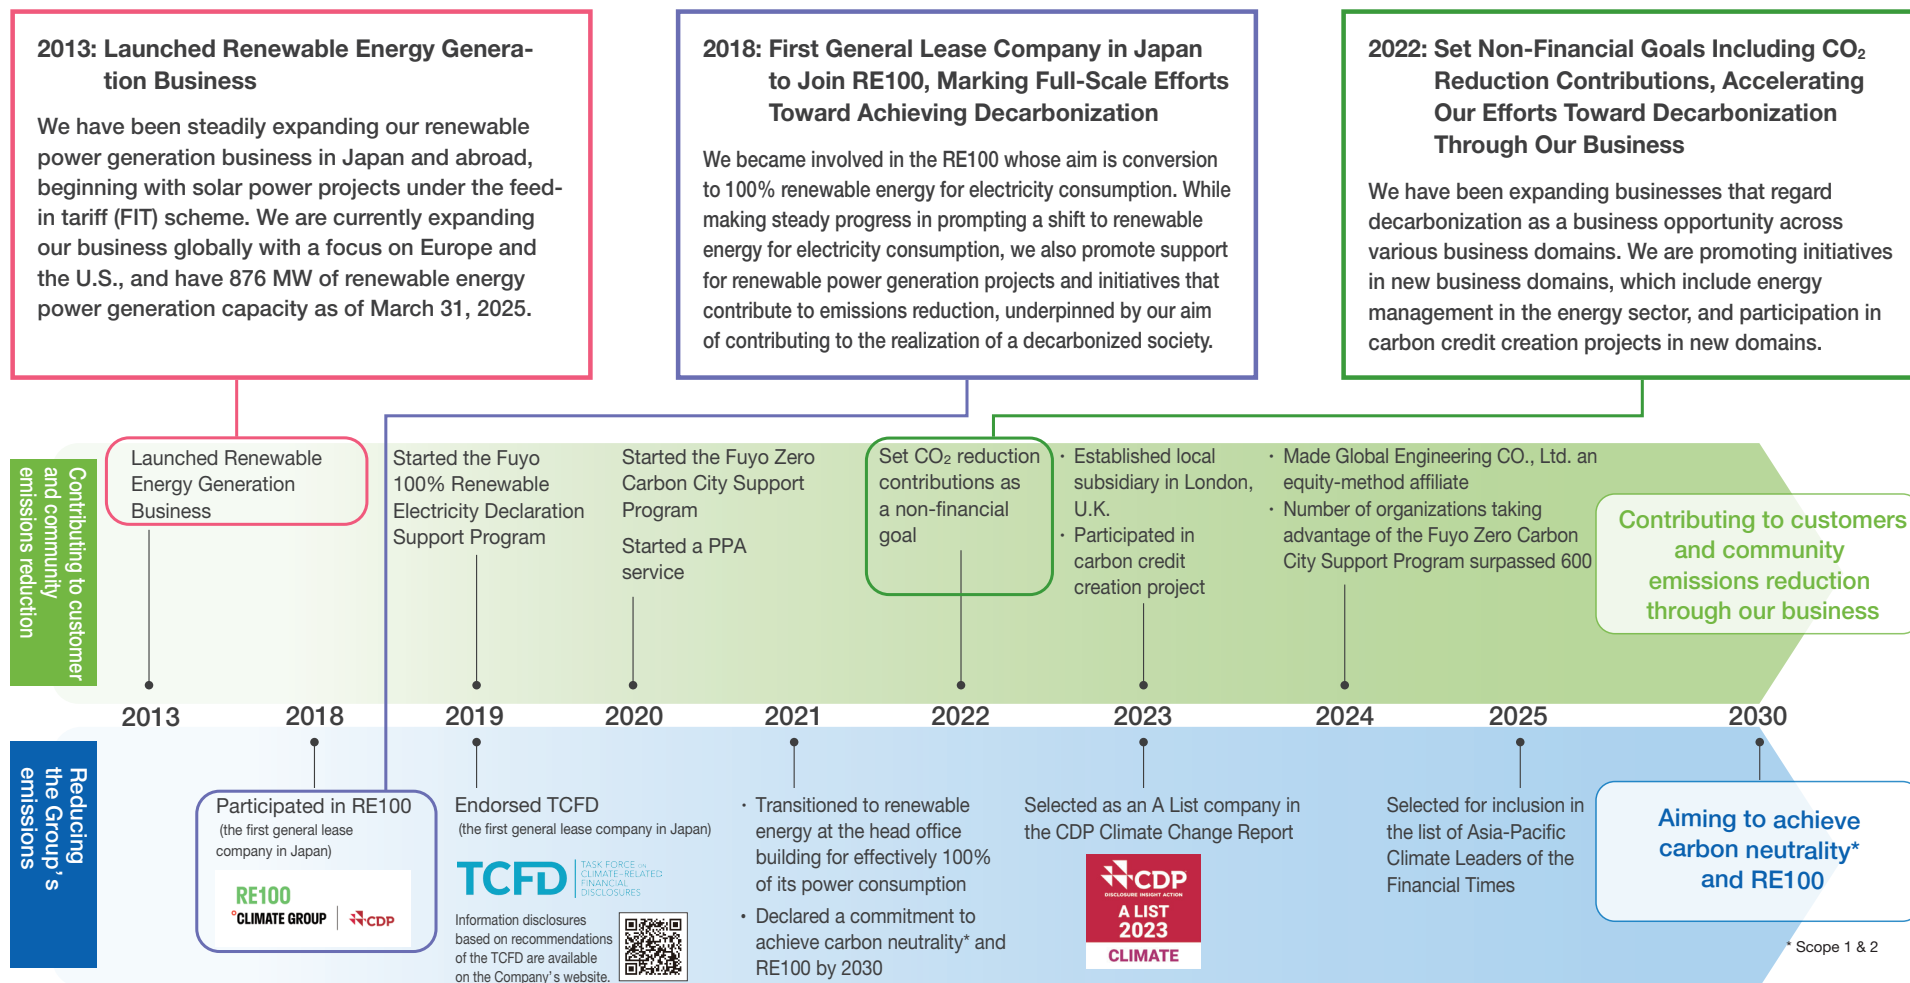 2013: Launched Renewable Energy Genera-
tion Business
We have been steadily expanding our renewable
power generation business in Japan and abroad,
beginning with solar power projects under the feed-
in tariff (FIT) scheme. We are currently expanding
our business globally with a focus on Europe and
the U.S., and have 876 MW of renewable energy
power generation capacity as of March 31, 2025.
2018: First General Lease Company in Japan
to Join RE100, Marking Full-Scale Efforts
Toward Achieving Decarbonization
We became involved in the RE100 whose aim is conversion
to 100% renewable energy for electricity consumption. While
making steady progress in prompting a shift to renewable
energy for electricity consumption, we also promote support
for renewable power generation projects and initiatives that
contribute to emissions reduction, underpinned by our aim
of contributing to the realization of a decarbonized society.
2022: Set Non-Financial Goals Including CO₂
Reduction Contributions, Accelerating
Our Efforts Toward Decarbonization
Through Our Business
We have been expanding businesses that regard
decarbonization as a business opportunity across
various business domains. We are promoting initiatives
in new business domains, which include energy
management in the energy sector, and participation in
carbon credit creation projects in new domains.
Contributing to customer
and community
emissions reduction
Launched Renewable
Energy Generation
Business
Started the Fuyo
100% Renewable
Electricity Declaration
Support Program
Started the Fuyo Zero
Carbon City Support
Program
Started a PPA
service
Set CO₂ reduction
contributions as
a non-financial
goal
・ Established local
subsidiary in London,
U.K.
・ Participated in
carbon credit
creation project
・ Made Global Engineering CO., Ltd. an
equity-method affiliate
・ Number of organizations taking
advantage of the Fuyo Zero Carbon
City Support Program surpassed 600
Contributing to customers
and community
emissions reduction
through our business
2013
2018
2019
2020
2021
2022
2023
2024
2025
2030
Reducing
the Group's
emissions
Participated in RE100
(the first general lease
company in Japan)
RE100
°CLIMATE GROUP
CDP
Endorsed TCFD
(the first general lease company in Japan)
TCFD
TASK FORCE ON
CLIMATE-RELATED
FINANCIAL
DISCLOSURES
Information disclosures
based on recommendations
of the TCFD are available
on the Company's website.
・ Transitioned to renewable
energy at the head office
building for effectively 100%
of its power consumption
・ Declared a commitment to
achieve carbon neutrality* and
RE100 by 2030
Selected as an A List company in
the CDP Climate Change Report
CDP
DISCLOSURE INSIGHT ACTION
A LIST
2023
CLIMATE
Selected for inclusion in
the list of Asia-Pacific
Climate Leaders of the
Financial Times
Aiming to achieve
carbon neutrality*
and RE100
* Scope 1 & 2